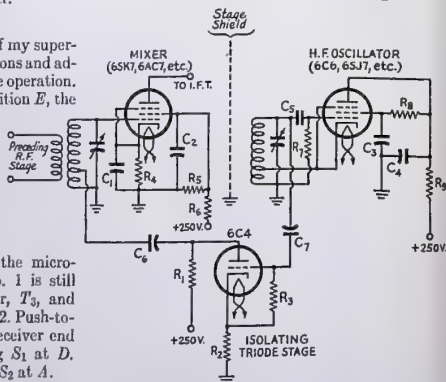 f my super-
ons and ad-
e operation.
ition E, the
the micro-
o. 1 is still
r, T3, and
2. Push-to-
eceiver end
g S1 at D.
S2 at A.
Stage
Shield
MIXER
(6SK7, 6AC7, etc.)
TO I.F.T.
H.F. OSCILLATOR
(6C6, 6SJ7, etc.)
Preceding
R.F.
Stage
C1
R4
C2
R5
R6
+250V.
C5
R7
C3
R8
C4
R9
+250V.
C6
6C4
C7
R1
+250V.
R3
R2
ISOLATING
TRIODE STAGE